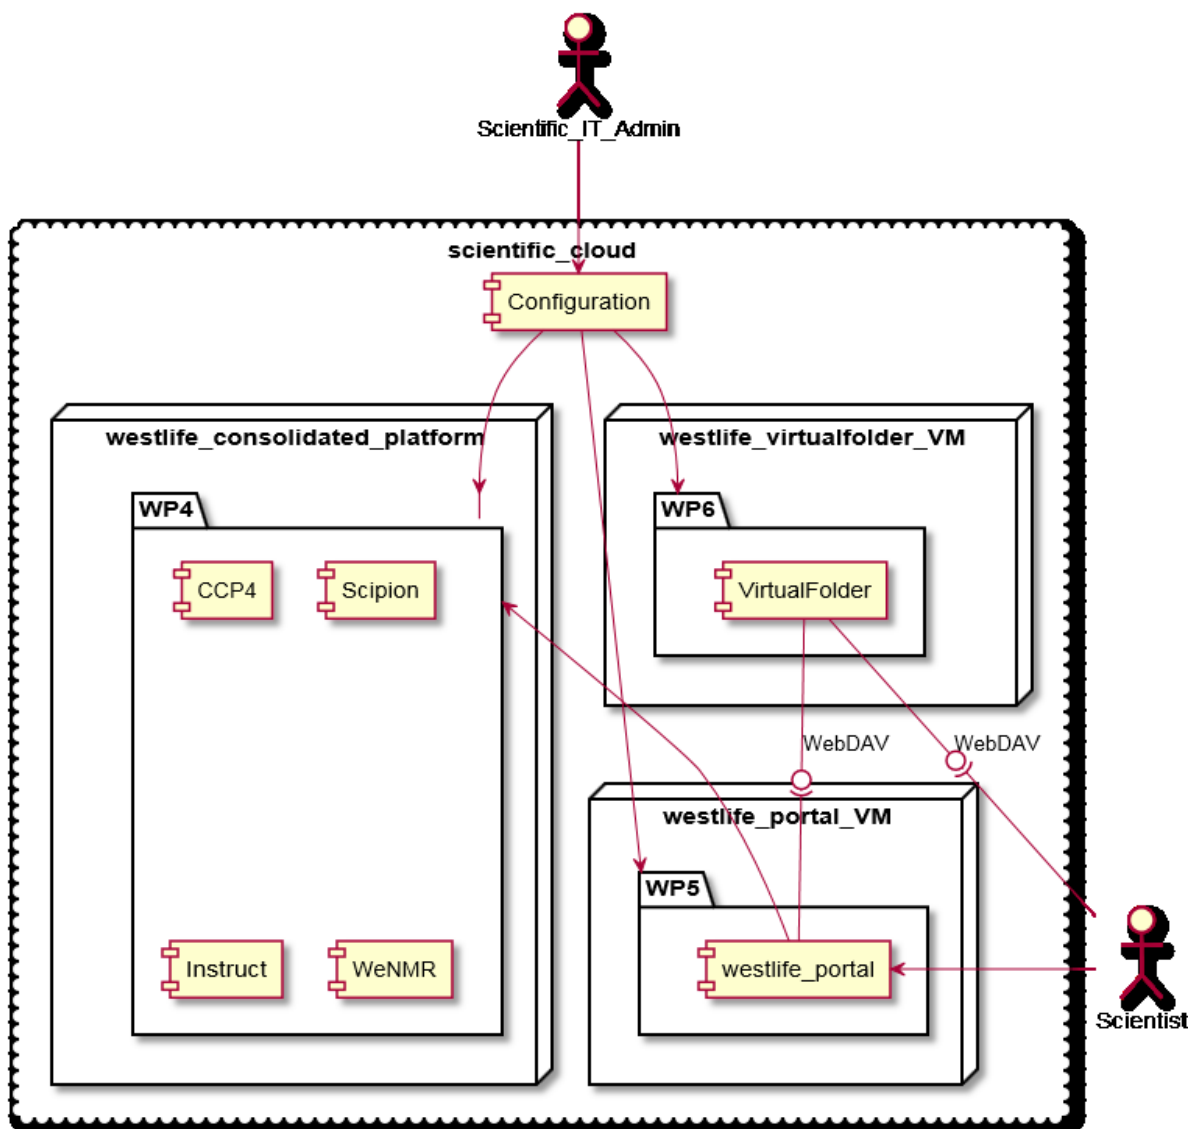 Scientific_IT_Admin
scientific_cloud
Configuration
westlife_consolidated_platform
westlife_virtualfolder_VM
WP4
WP6
CCP4
Scipion
VirtualFolder
WebDAV
WebDAV
westlife_portal_VM
WP5
Instruct
WeNMR
westlife_portal
Scientist